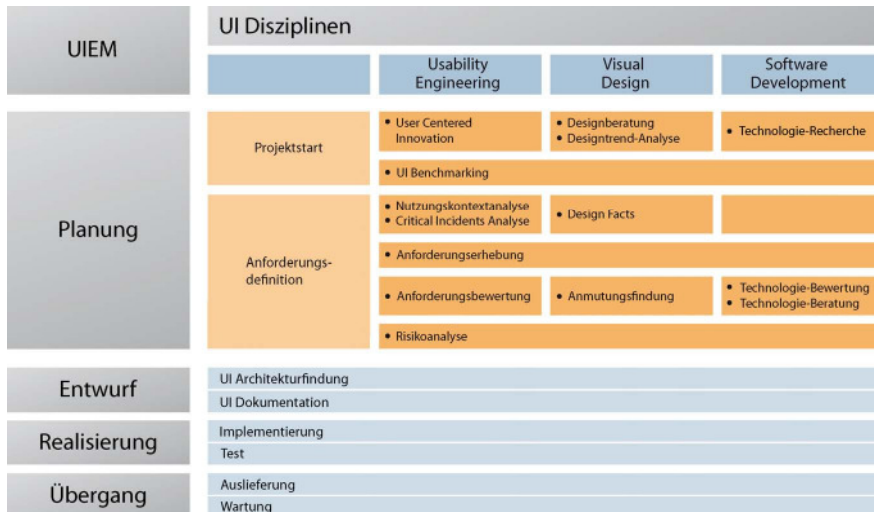 UIEM
UI Disziplinen
Usability
Engineering
Visual
Design
Software
Development
Planung
Projektstart
• User Centered
Innovation
• Designberatung
• Designtrend-Analyse
• Technologie-Recherche
• UI Benchmarking
Anforderungs-
definition
• Nutzungskontextanalyse
• Critical Incidents Analyse
• Design Facts
• Anforderungserhebung
• Anforderungsbewertung
• Anmutungsfindung
• Technologie-Bewertung
• Technologie-Beratung
• Risikoanalyse
Entwurf
UI Architekturfindung
UI Dokumentation
Realisierung
Implementierung
Test
Übergang
Auslieferung
Wartung